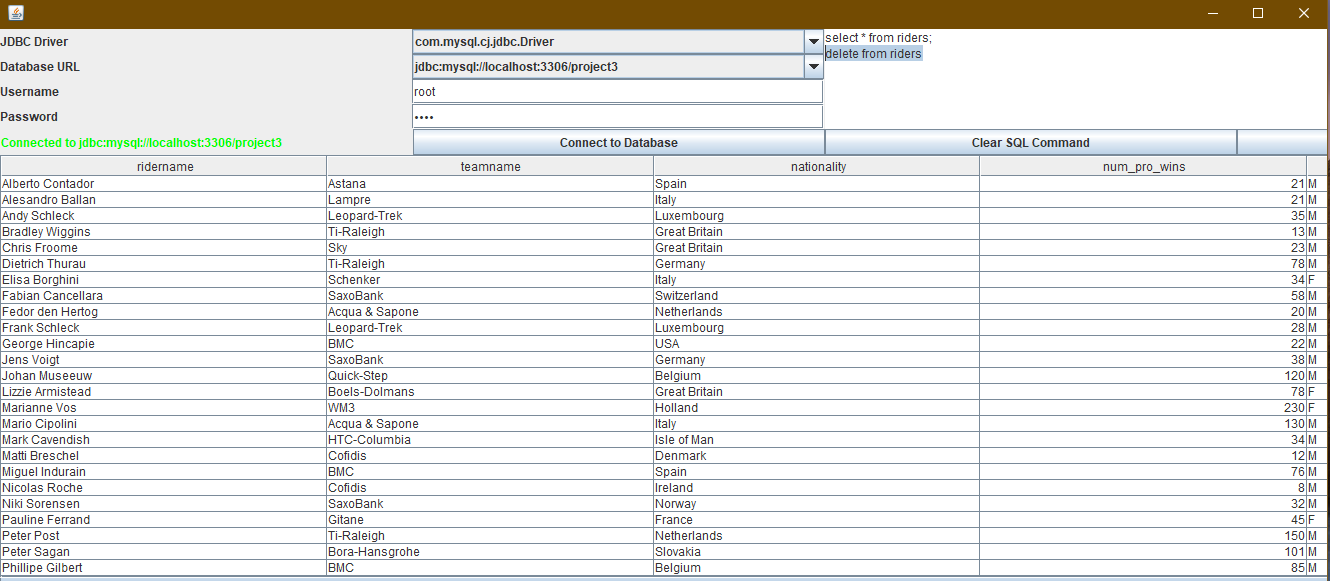 JDBC Driver com.mysql.cj.jdbc.Driver select * from riders;
Database URL jdbc:mysql://localhost:3306/project3 delete from riders
Username root
Password ••••
Connected to jdbc:mysql://localhost:3306/project3 Connect to Database Clear SQL Command
ridername teamname nationality num_pro_wins
Alberto Contador Astana Spain 21 M
Alesandro Ballan Lampre Italy 21 M
Andy Schleck Leopard-Trek Luxembourg 35 M
Bradley Wiggins Ti-Raleigh Great Britain 13 M
Chris Froome Sky Great Britain 23 M
Dietrich Thurau Ti-Raleigh Germany 78 M
Elisa Borghini Schenker Italy 34 F
Fabian Cancellara SaxoBank Switzerland 58 M
Fedor den Hertog Acqua & Sapone Netherlands 20 M
Frank Schleck Leopard-Trek Luxembourg 28 M
George Hincapie BMC USA 22 M
Jens Voigt SaxoBank Germany 38 M
Johan Museeuw Quick-Step Belgium 120 M
Lizzie Armistead Boels-Dolmans Great Britain 78 F
Marianne Vos WM3 Holland 230 F
Mario Cipolini Acqua & Sapone Italy 130 M
Mark Cavendish HTC-Columbia Isle of Man 34 M
Matti Breschel Cofidis Denmark 12 M
Miguel Indurain BMC Spain 76 M
Nicolas Roche Cofidis Ireland 8 M
Niki Sorensen SaxoBank Norway 32 M
Pauline Ferrand Gitane France 45 F
Peter Post Ti-Raleigh Netherlands 150 M
Peter Sagan Bora-Hansgrohe Slovakia 101 M
Phillipe Gilbert BMC Belgium 85 M